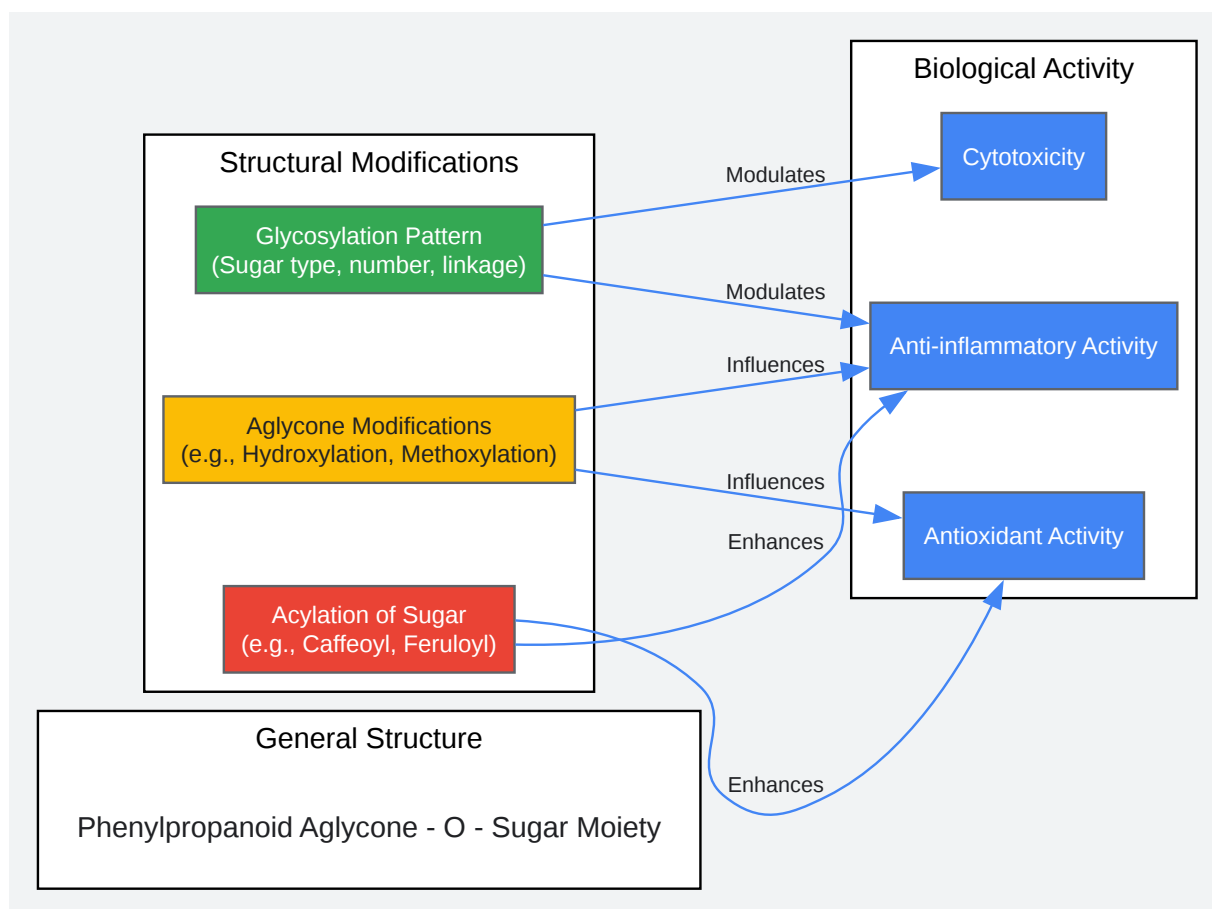 Biological Activity
Cytotoxicity
Anti-inflammatory Activity
Antioxidant Activity
Structural Modifications
Glycosylation Pattern
(Sugar type, number, linkage)
Aglycone Modifications
(e.g., Hydroxylation, Methoxylation)
Acylation of Sugar
(e.g., Caffeoyl, Feruloyl)
Modulates
Modulates
Influences
Influences
Enhances
Enhances
General Structure
Phenylpropanoid Aglycone - O - Sugar Moiety